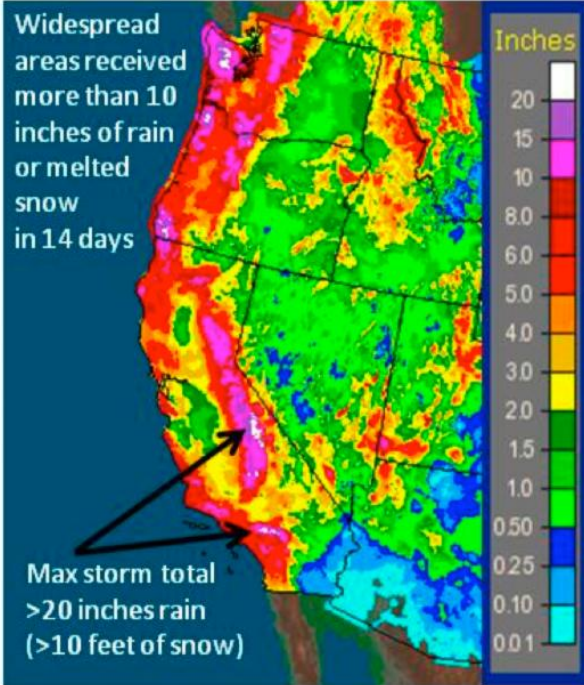 Widespread
areas received
more than 10
inches of rain
or melted
snow
in 14 days
Inches
20
15
10
8.0
6.0
5.0
4.0
3.0
2.0
1.5
1.0
0.50
0.25
0.10
0.01
Max storm total
>20 inches rain
(>10 feet of snow)